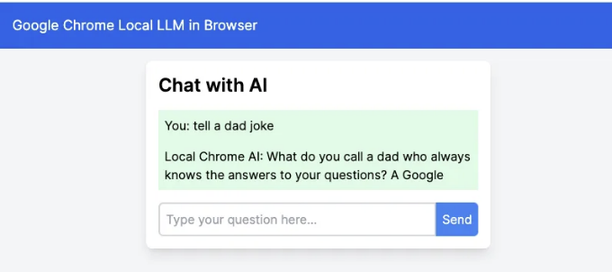 Google Chrome Local LLM in Browser
Chat with AI
You: tell a dad joke
Local Chrome AI: What do you call a dad who always
knows the answers to your questions? A Google
Type your question here...
Send